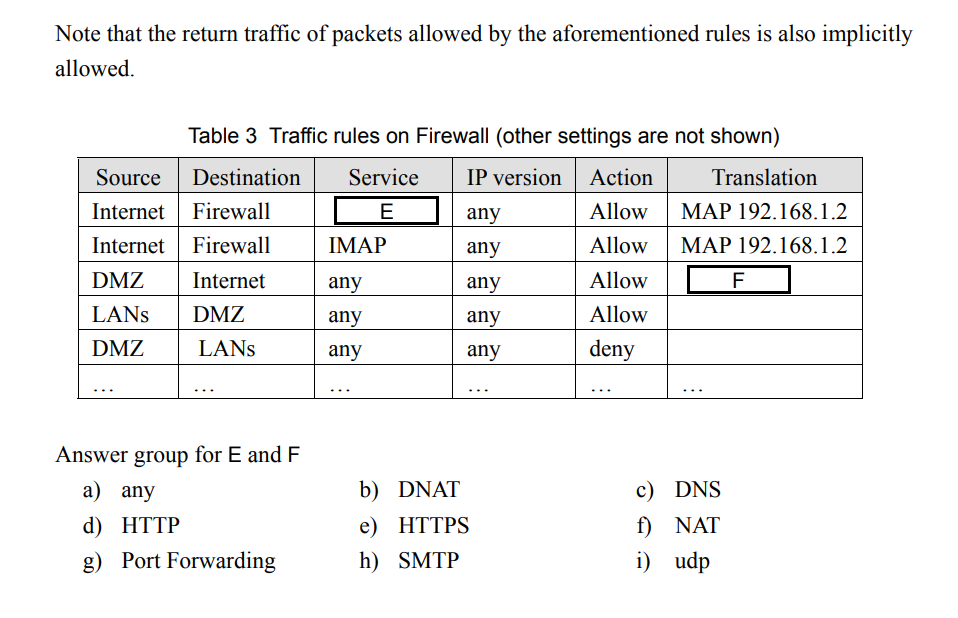 Note that the return traffic of packets allowed by the aforementioned rules is also implicitly
allowed.
Table 3 Traffic rules on Firewall (other settings are not shown)
Source Destination Service IP version Action Translation
Internet Firewall E any Allow MAP 192.168.1.2
Internet Firewall IMAP any Allow MAP 192.168.1.2
DMZ Internet any any Allow F
LANs DMZ any any Allow
DMZ LANs any any deny
… … … … … …
Answer group for E and F
a) any b) DNAT c) DNS
d) HTTP e) HTTPS f) NAT
g) Port Forwarding h) SMTP i) udp